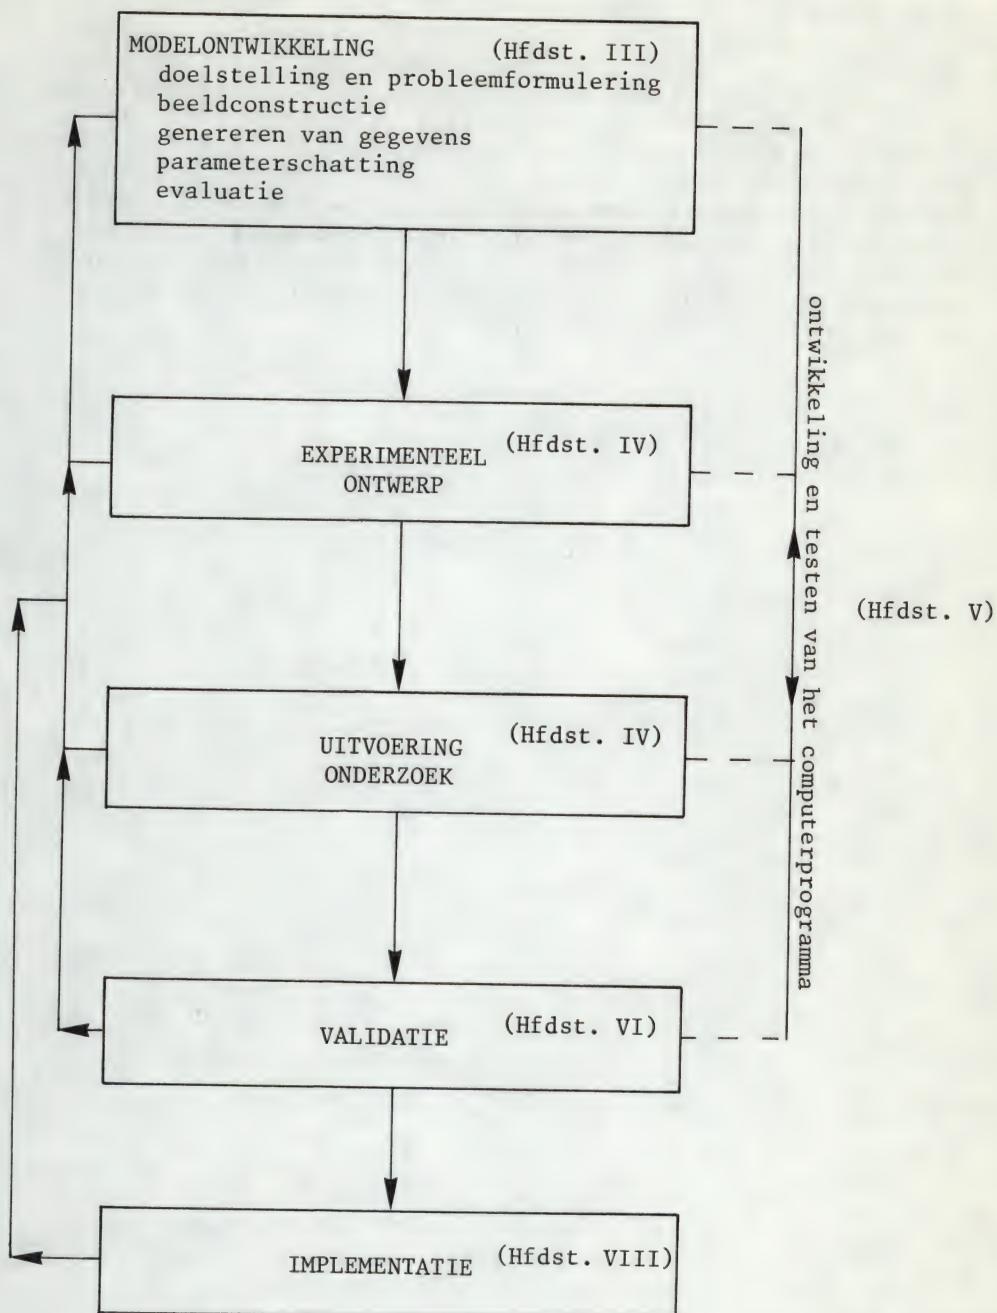 MODELONTWIKKELING (Hfdst. III)
doelstelling en probleemformulering
beeldconstructie
genereren van gegevens
parameterschatting
evaluatie
(Hfdst. IV)
EXPERIMENTEEL
ONTWERP
ontwikkeling en testen van het computerprogramma
(Hfdst. V)
UITVOERING (Hfdst. IV)
ONDERZOEK
VALIDATIE (Hfdst. VI)
IMPLEMENTATIE (Hfdst. VIII)